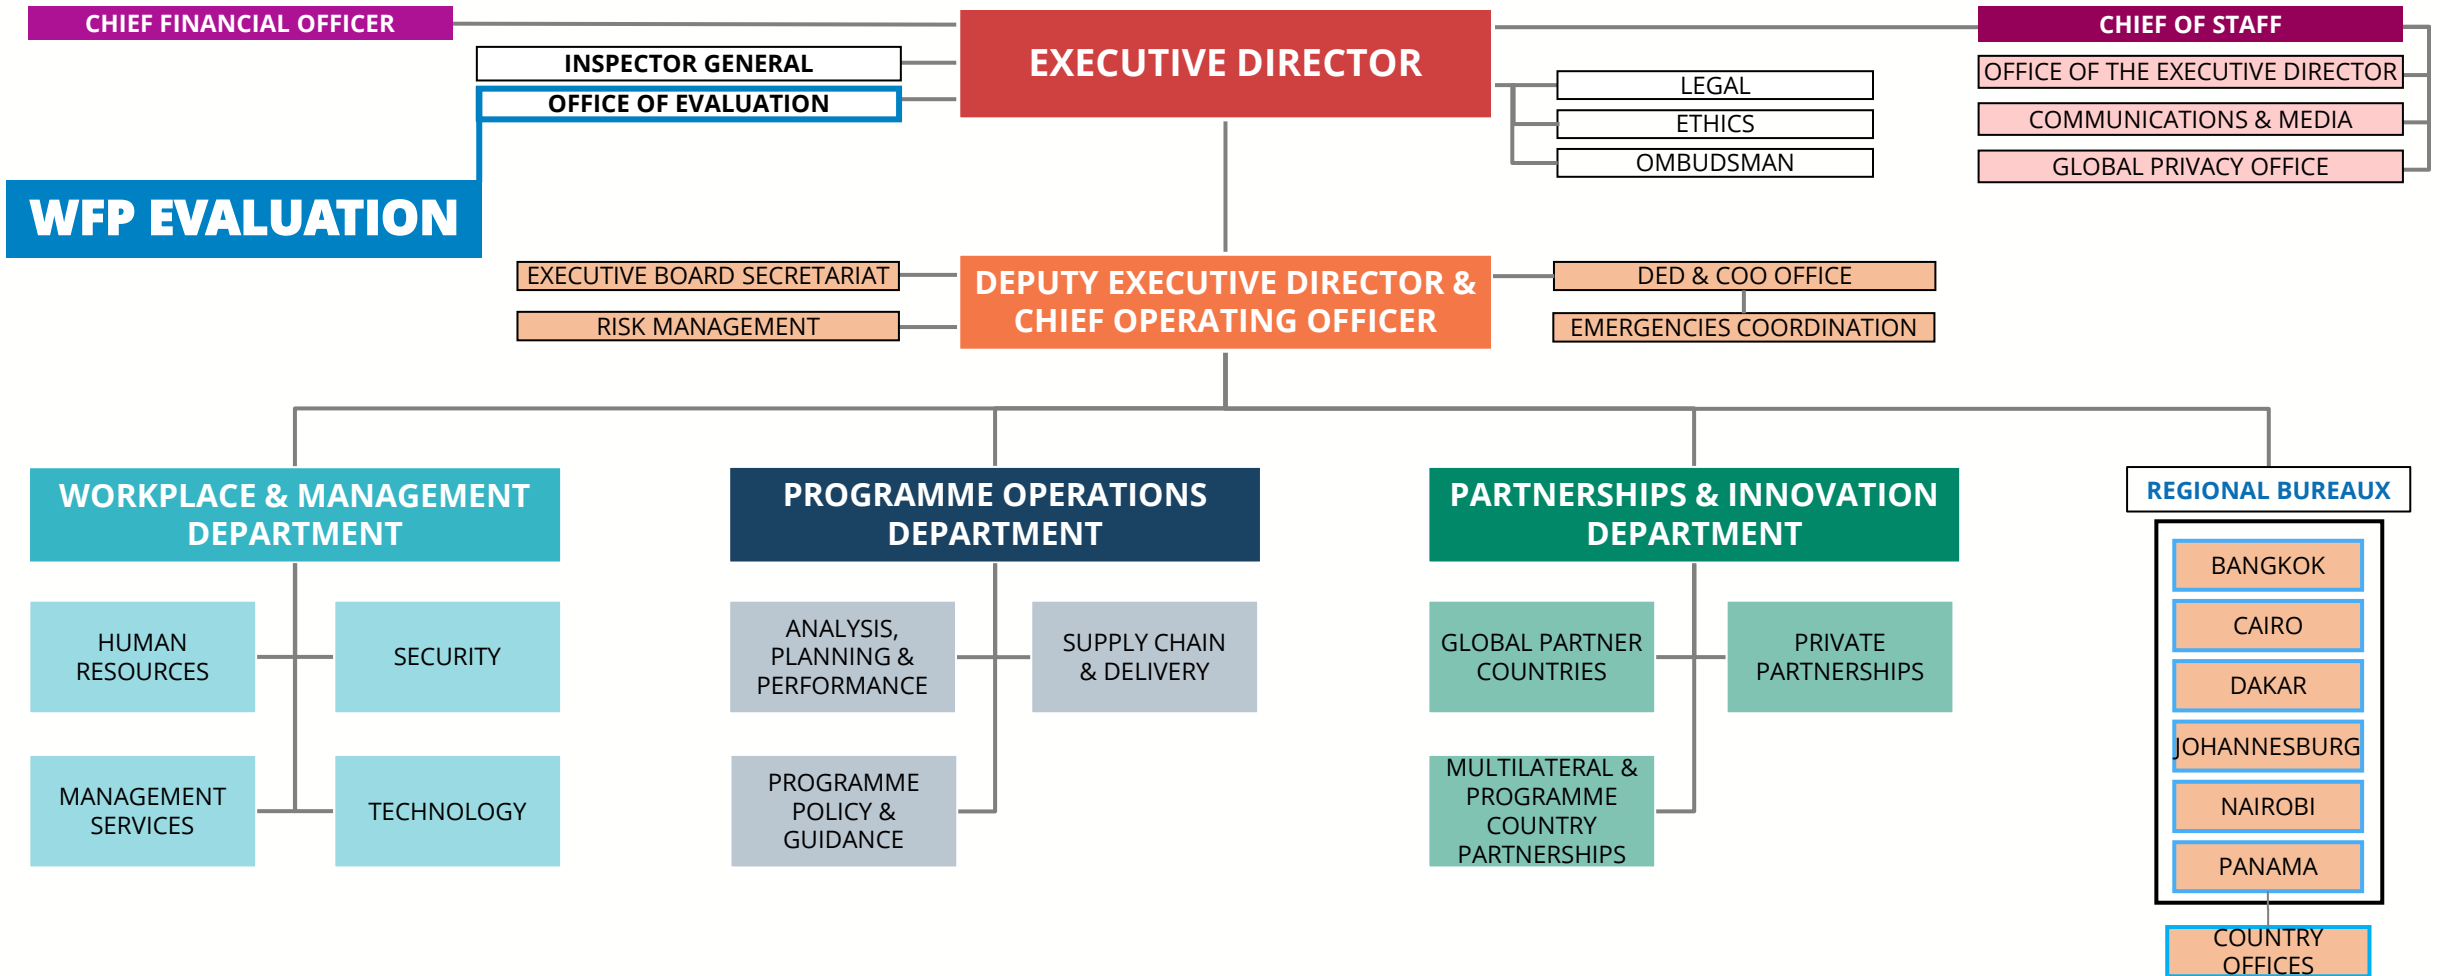 CHIEF FINANCIAL OFFICER
INSPECTOR GENERAL
OFFICE OF EVALUATION
WFP EVALUATION
EXECUTIVE DIRECTOR
LEGAL
ETHICS
OMBUDSMAN
CHIEF OF STAFF
OFFICE OF THE EXECUTIVE DIRECTOR
COMMUNICATIONS & MEDIA
GLOBAL PRIVACY OFFICE
EXECUTIVE BOARD SECRETARIAT
RISK MANAGEMENT
DEPUTY EXECUTIVE DIRECTOR &
CHIEF OPERATING OFFICER
DED & COO OFFICE
EMERGENCIES COORDINATION
WORKPLACE & MANAGEMENT
DEPARTMENT
HUMAN
RESOURCES
SECURITY
MANAGEMENT
SERVICES
TECHNOLOGY
PROGRAMME OPERATIONS
DEPARTMENT
ANALYSIS,
PLANNING &
PERFORMANCE
SUPPLY CHAIN
& DELIVERY
PROGRAMME
POLICY &
GUIDANCE
PARTNERSHIPS & INNOVATION
DEPARTMENT
GLOBAL PARTNER
COUNTRIES
PRIVATE
PARTNERSHIPS
MULTILATERAL &
PROGRAMME
COUNTRY
PARTNERSHIPS
REGIONAL BUREAUX
BANGKOK
CAIRO
DAKAR
JOHANNESBURG
NAIROBI
PANAMA
COUNTRY
OFFICES